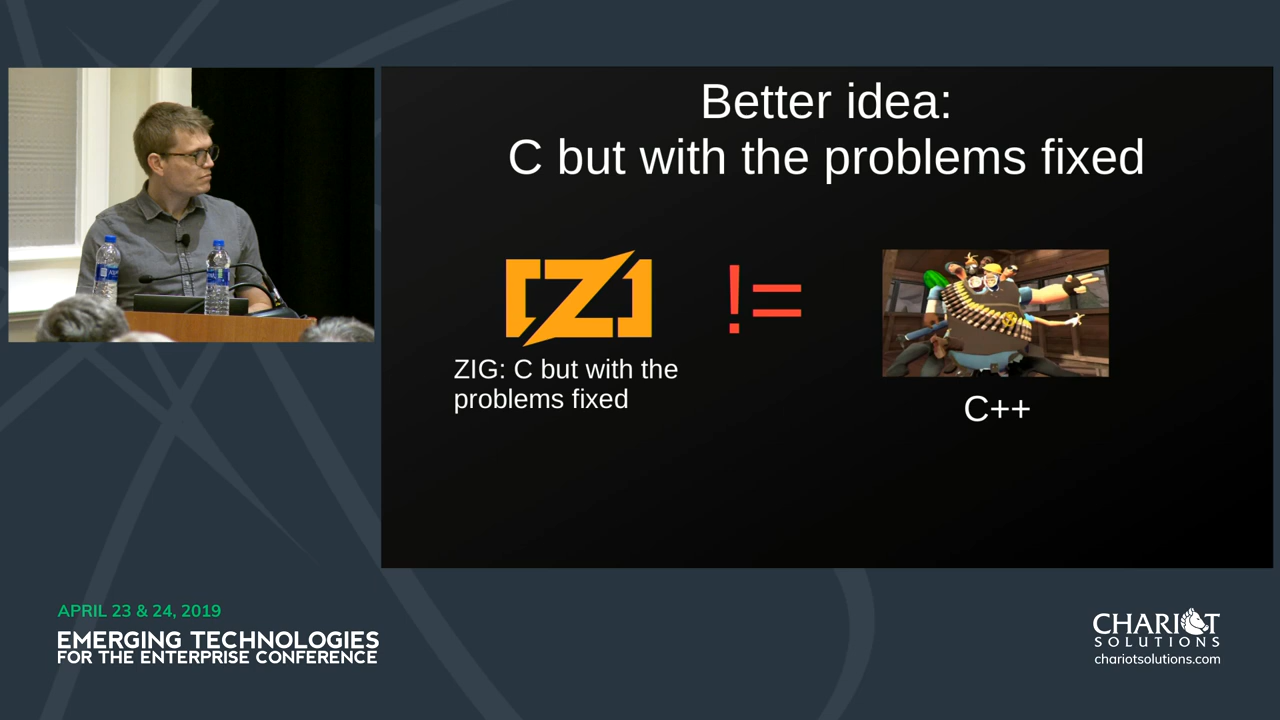 Better idea:
C but with the problems fixed
!=
ZIG: C but with the
problems fixed
C++
APRIL 23 & 24, 2019
EMERGING TECHNOLOGIES
FOR THE ENTERPRISE CONFERENCE
CHARIOT
SOLUTIONS
chariotsolutions.com